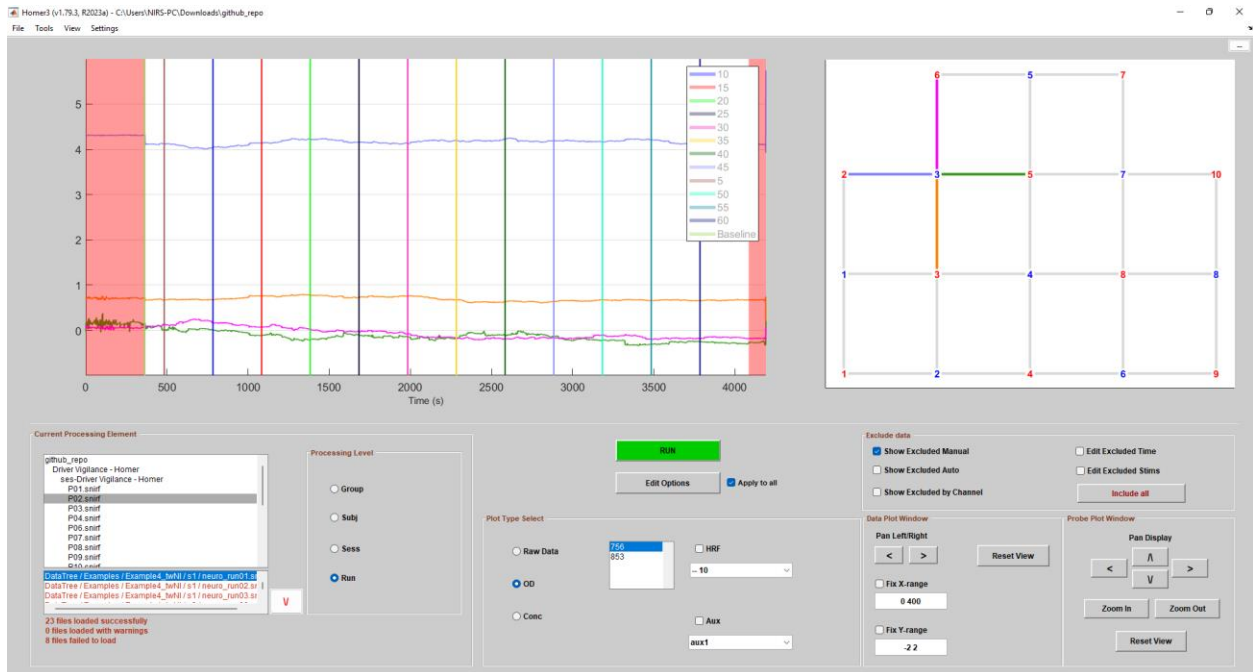 Homer3 (v1.79.3, R2023a) - C:\Users\NIRS-PC\Downloads\github_repo
File Tools View Settings
5
4
3
2
1
0
0 500 1000 1500 2000 2500 3000 3500 4000
Time (s)
10
15
20
25
30
35
40
45
5
50
55
60
Baseline
6 5 7
2 3 5 7 10
1 3 4 8 8
1 2 4 6 9
Current Processing Element
github_repo
Driver Vigilance - Homer
ses-Driver Vigilance - Homer
P01.snirf
P02.snirf
P03.snirf
P04.snirf
P06.snirf
P07.snirf
P08.snirf
P09.snirf
P10.snirf
DataTree / Examples / Example4_twNI / s1 / neuro_run01.sr
DataTree / Examples / Example4_twNI / s1 / neuro_run02.sr
DataTree / Examples / Example4_twNI / s1 / neuro_run03.sr
V
23 files loaded successfully
0 files loaded with warnings
8 files failed to load
Processing Level
Group
Subj
Sess
Run
RUN
Edit Options
Apply to all
Plot Type Select
Raw Data
OD
Conc
756
853
HRF
-- 10
Aux
aux1
Exclude data
Show Excluded Manual
Show Excluded Auto
Show Excluded by Channel
Edit Excluded Time
Edit Excluded Stims
Include all
Data Plot Window
Pan Left/Right
< >
Reset View
Fix X-range
0 400
Fix Y-range
-2 2
Probe Plot Window
Pan Display
Λ
< >
V
Zoom In Zoom Out
Reset View